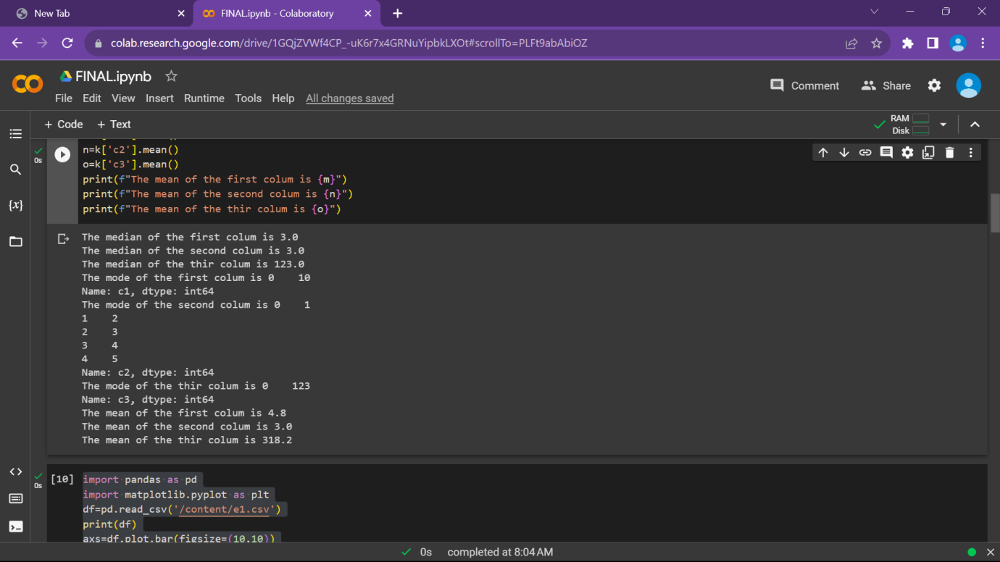 New Tab
FINAL.ipynb - Colaboratory
colab.research.google.com/drive/1GQjZVWf4CP_-uK6r7x4GRNuYipbkLXOt#scrollTo=PLFt9abAbiOZ
FINAL.ipynb
File Edit View Insert Runtime Tools Help All changes saved
Comment Share
+ Code + Text
RAM
Disk
0s
n=k['c2'].mean()
o=k['c3'].mean()
print(f"The mean of the first colum is {m}")
print(f"The mean of the second colum is {n}")
print(f"The mean of the thir colum is {o}")
{x}
The median of the first colum is 3.0
The median of the second colum is 3.0
The median of the thir colum is 123.0
The mode of the first colum is 0    10
Name: c1, dtype: int64
The mode of the second colum is 0    1
1    2
2    3
3    4
4    5
Name: c2, dtype: int64
The mode of the thir colum is 0    123
Name: c3, dtype: int64
The mean of the first colum is 4.8
The mean of the second colum is 3.0
The mean of the thir colum is 318.2
0s
[10] import pandas as pd
import matplotlib.pyplot as plt
df=pd.read_csv('/content/e1.csv')
print(df)
axs=df.plot.bar(figsize=(10,10))
0s completed at 8:04 AM